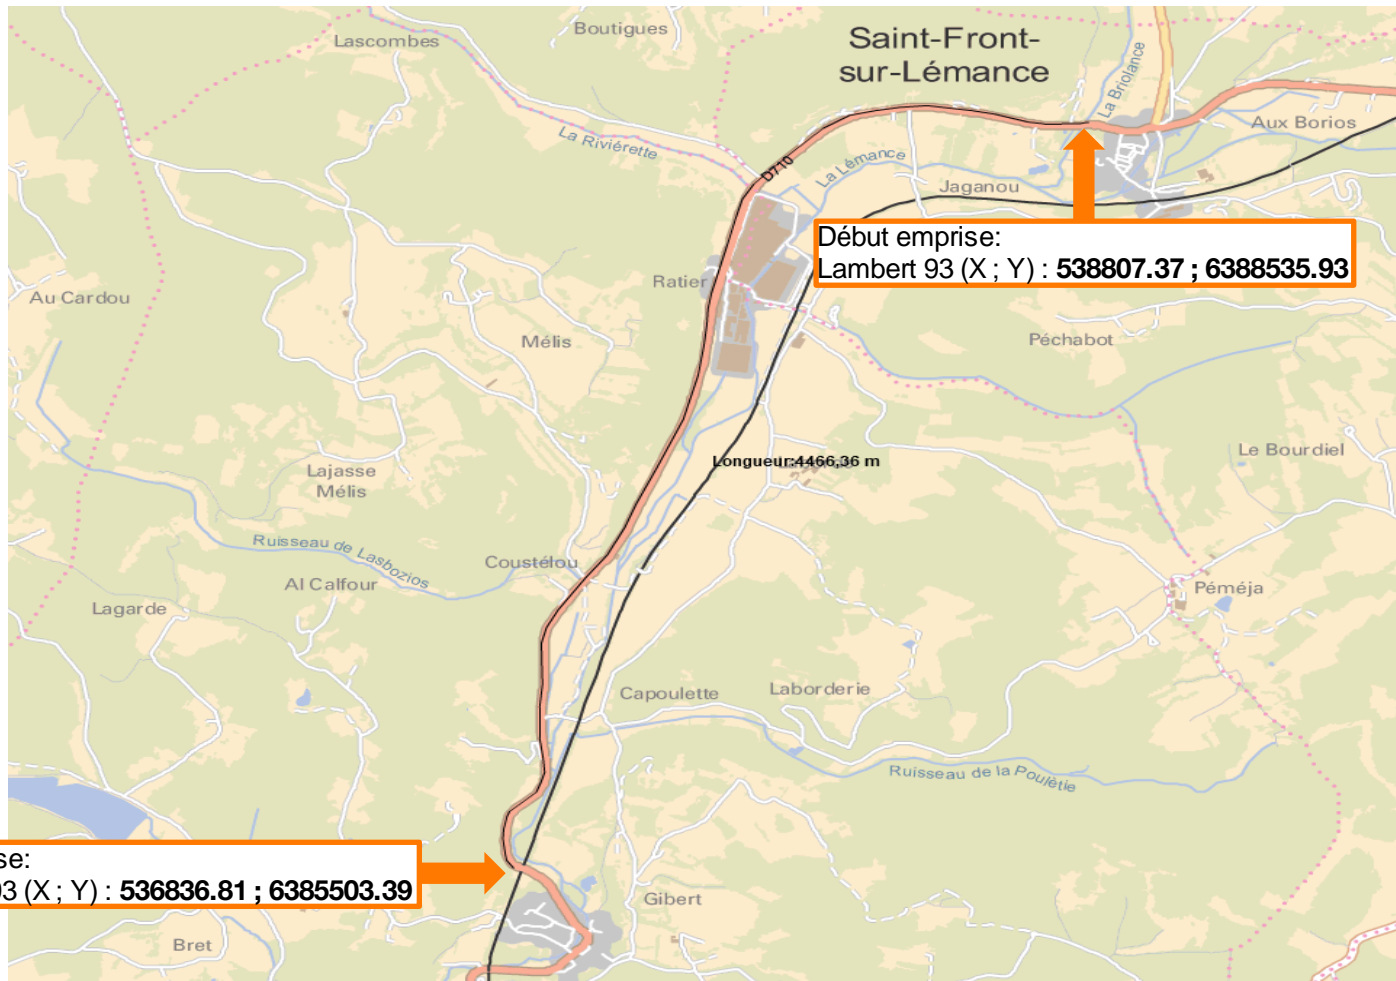 Boutigues
Lascombes
Saint-Front-
sur-Lémance
La Briolance
Aux Borios
La Riviérette
D710
La Lémance
Jaganou
Début emprise:
Lambert 93 (X ; Y) : 538807.37 ; 6388535.93
Ratier
Au Cardou
Mélis
Péchabot
Le Bourdiel
Longueur:4466,36 m
Lajasse
Mélis
Ruisseau de Lasbozios
Coustélou
Al Calfour
Lagarde
Péméja
Capoulette
Laborderie
Ruisseau de la Poulètie
se:
93 (X ; Y) : 536836.81 ; 6385503.39
Gibert
Bret